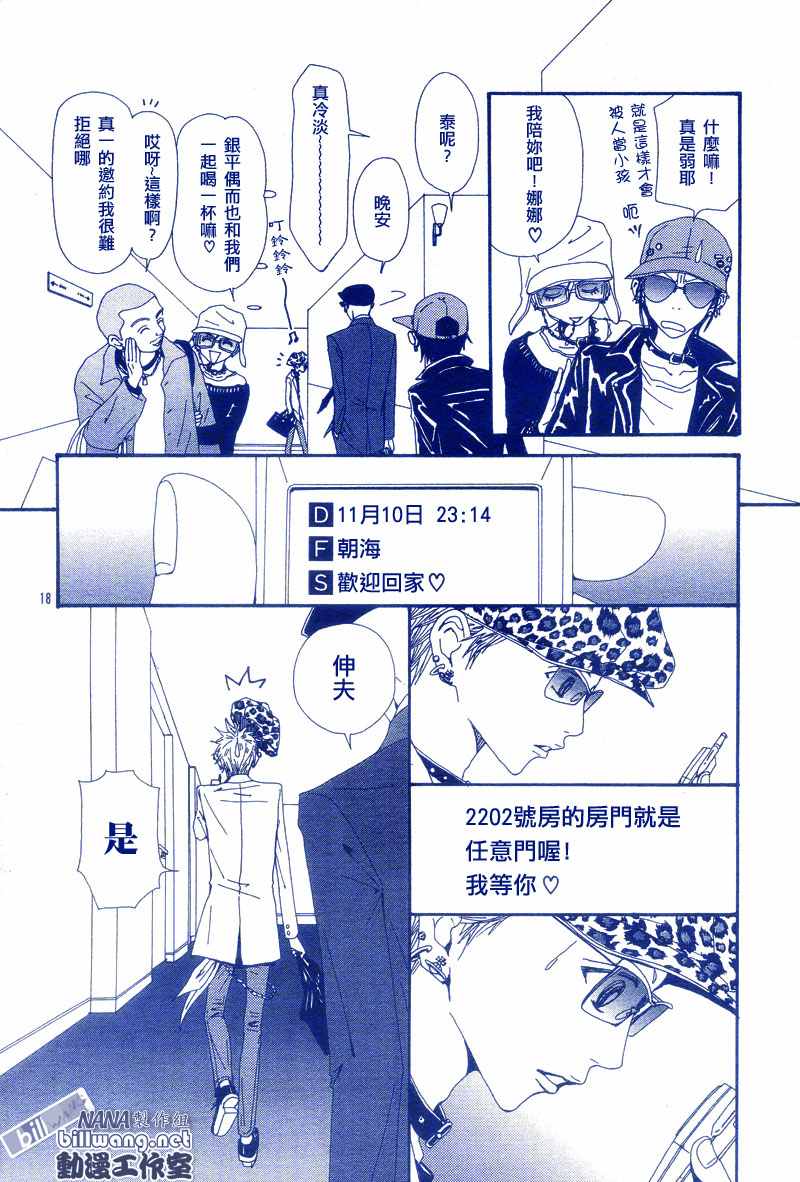 什麼嘛！
真是弱耶
就是這樣才會
被人當小孩
呃
我陪妳吧！娜娜♡
泰呢？
晚安
真冷淡~~~~~~~~
叮鈴鈴鈴
銀平偶而也和我們
一起喝一杯嘛♡
哎呀~這樣啊？
真一的邀約我很難
拒絕哪
D 11月10日 23:14
F 朝海
S 歡迎回家♡
18
2202號房的房門就是
任意門喔！
我等你♡
伸夫
是
bill wang
NANA製作組
billwang.net
動漫工作室